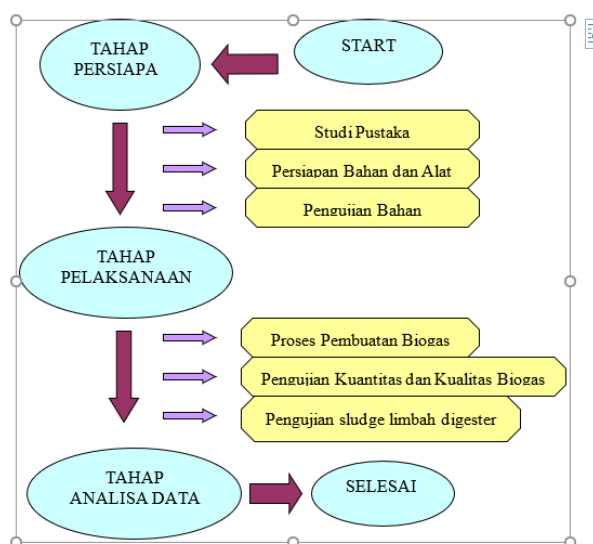 START
TAHAP
PERSIAPA
Studi Pustaka
Persiapan Bahan dan Alat
Pengujian Bahan
TAHAP
PELAKSANAAN
Proses Pembuatan Biogas
Pengujian Kuantitas dan Kualitas Biogas
Pengujian sludge limbah digester
TAHAP
ANALISA DATA
SELESAI